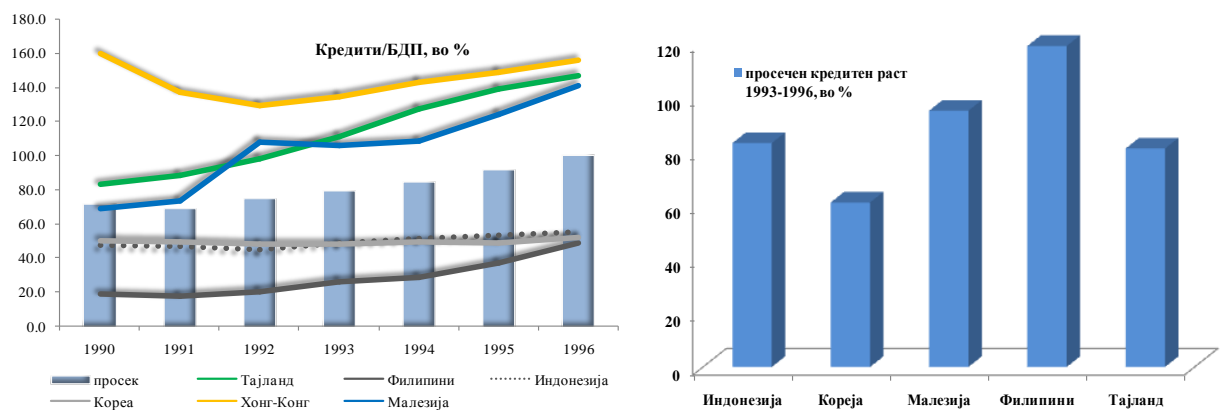 180.0
160.0
140.0
120.0
100.0
80.0
60.0
40.0
20.0
0.0
Кредити/БДП, во %
1990 1991 1992 1993 1994 1995 1996
просек Тајланд Филипини Индонезија
Кореа Хонг-Конг Малезија
120
100
80
60
40
20
0
просечен кредитен раст
1993-1996, во %
Индонезија Кореја Малезија Филипини Тајланд